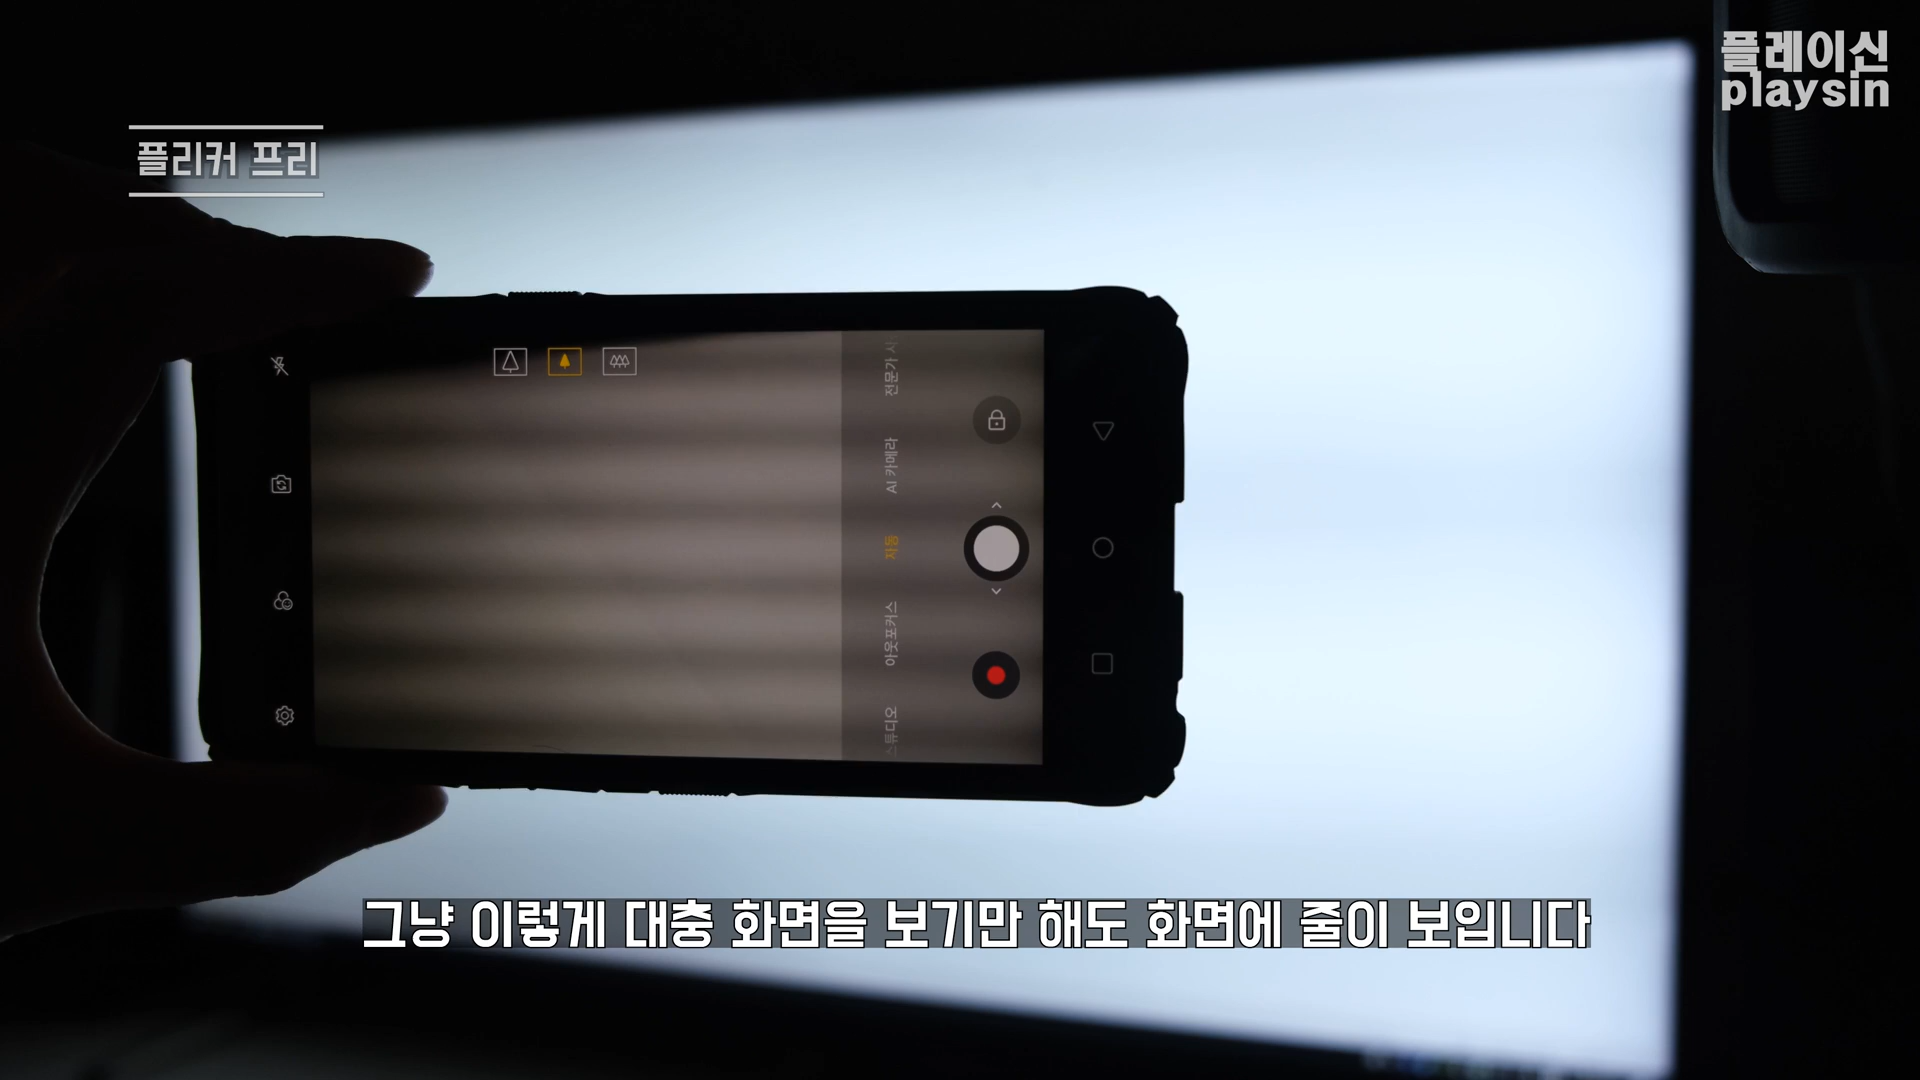 플레이신
playsin
플리커 프리
전문가
AI 카메라
자동
아웃포커스
스튜디오
그냥 이렇게 대충 화면을 보기만 해도 화면에 줄이 보입니다